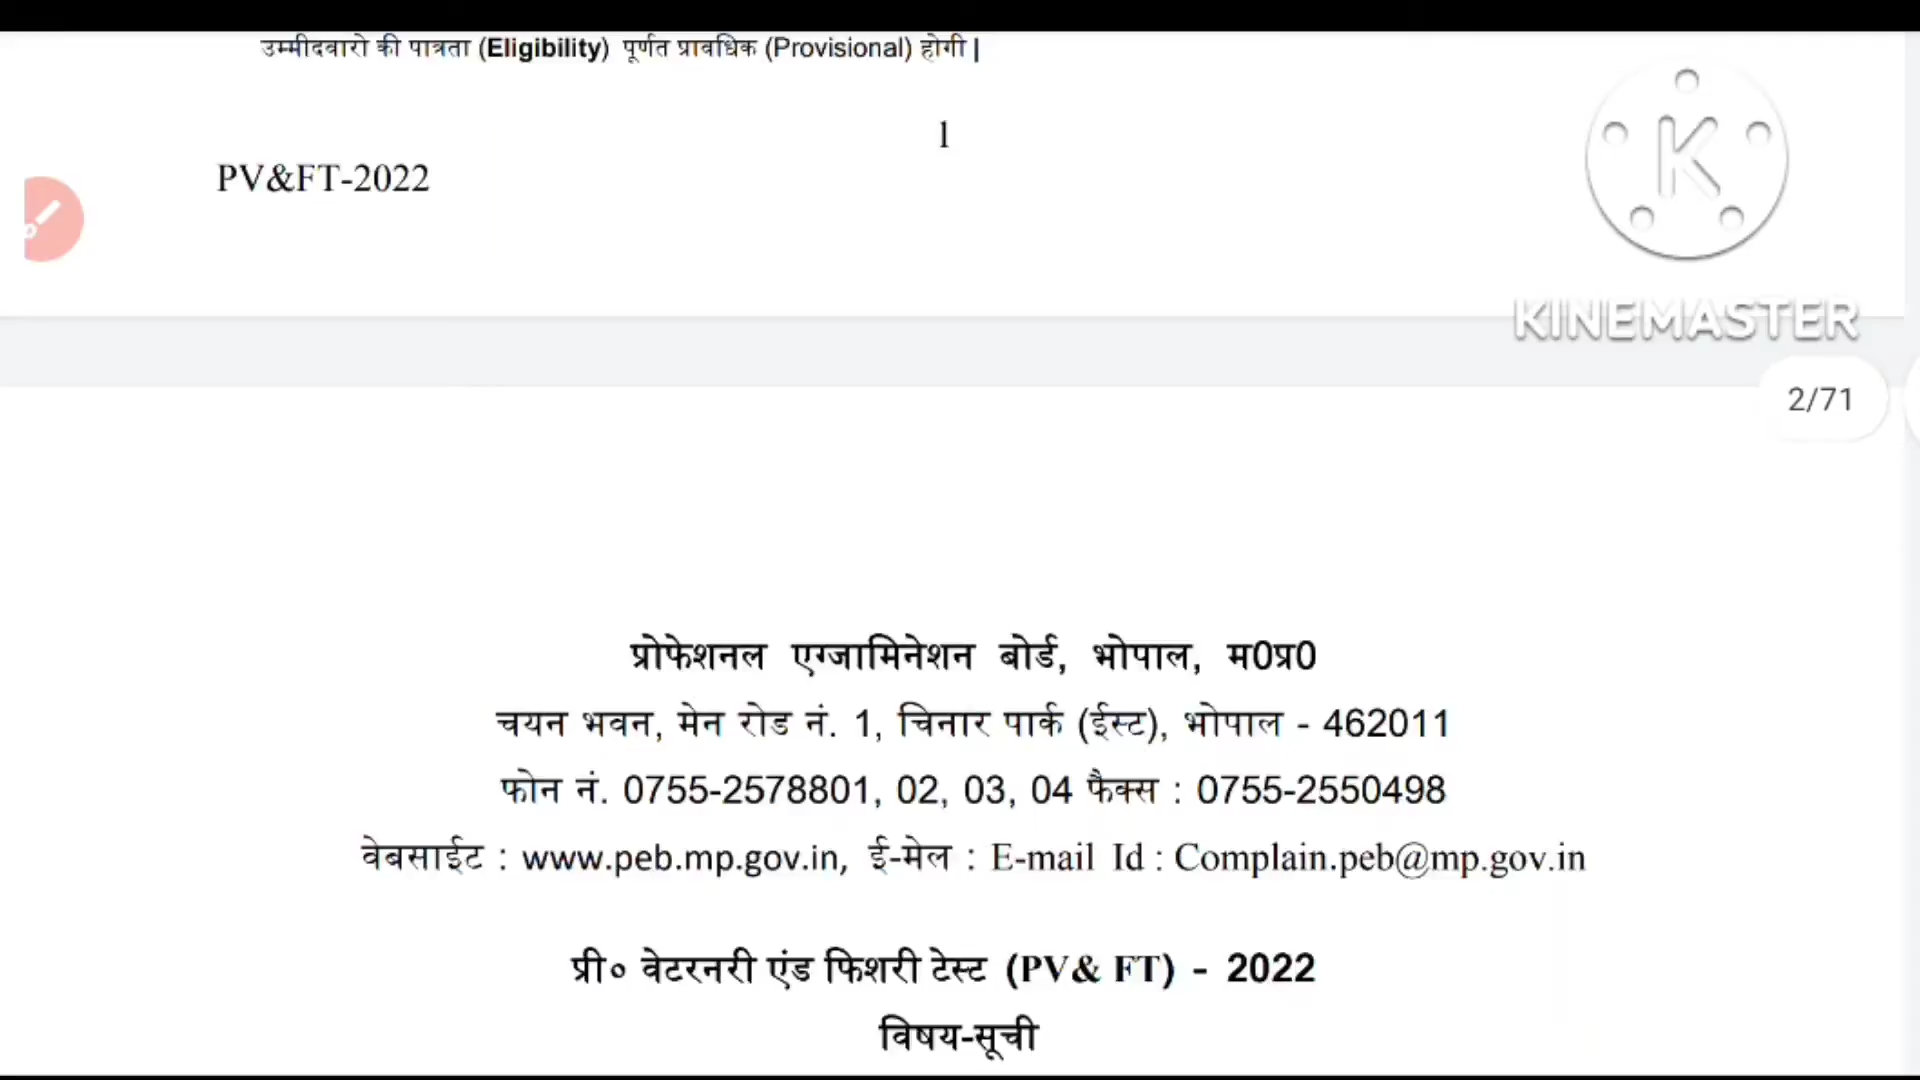 उम्मीदवारो की पात्रता (Eligibility) पूर्णत प्रावधिक (Provisional) होगी |
1
PV&FT-2022
K
KINEMASTER
2/71
प्रोफेशनल एग्जामिनेशन बोर्ड, भोपाल, म0प्र0
चयन भवन, मेन रोड नं. 1, चिनार पार्क (ईस्ट), भोपाल - 462011
फोन नं. 0755-2578801, 02, 03, 04 फैक्स : 0755-2550498
वेबसाईट : www.peb.mp.gov.in, ई-मेल : E-mail Id : Complain.peb@mp.gov.in
प्री० वेटरनरी एंड फिशरी टेस्ट (PV& FT) - 2022
विषय-सूची